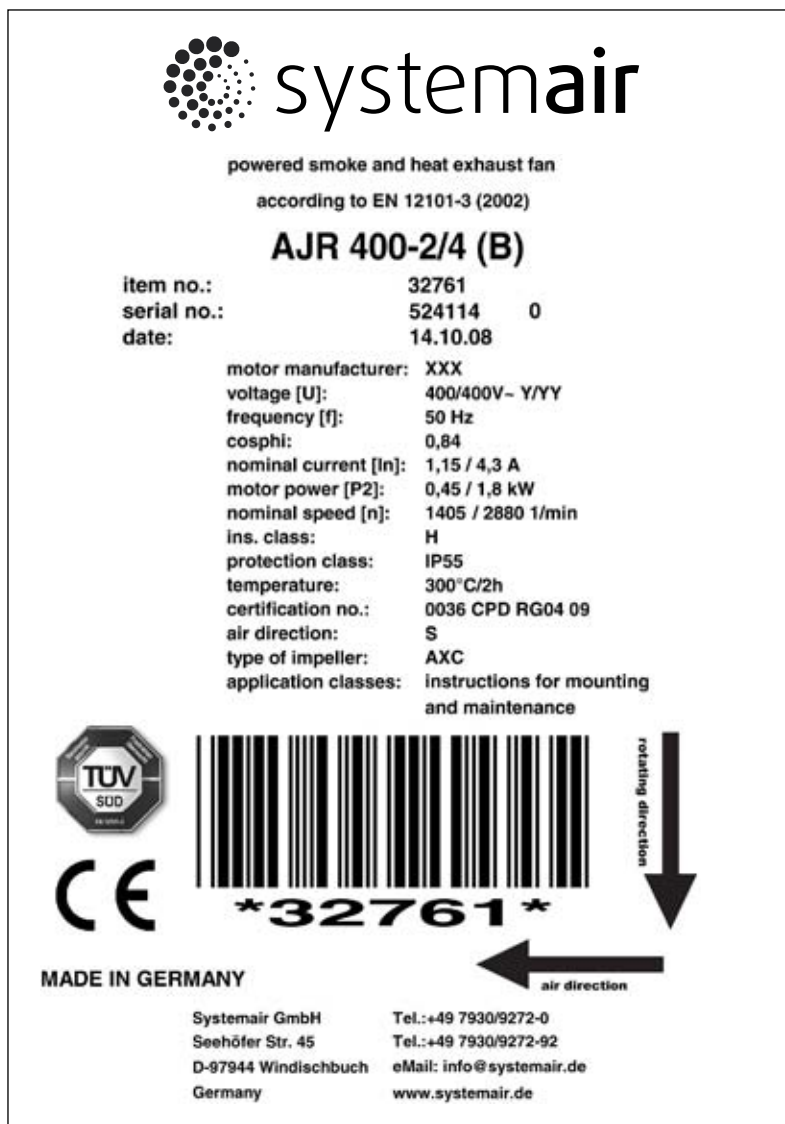 systemair
powered smoke and heat exhaust fan
according to EN 12101-3 (2002)
AJR 400-2/4 (B)
item no.: 32761
serial no.: 524114 0
date: 14.10.08
motor manufacturer: XXX
voltage [U]: 400/400V~ Y/YY
frequency [f]: 50 Hz
cosphi: 0,84
nominal current [In]: 1,15 / 4,3 A
motor power [P2]: 0,45 / 1,8 kW
nominal speed [n]: 1405 / 2880 1/min
ins. class: H
protection class: IP55
temperature: 300°C/2h
certification no.: 0036 CPD RG04 09
air direction: S
type of impeller: AXC
application classes: instructions for mounting
and maintenance
TÜV
SÜD
rotating direction
CE
*32761*
air direction
MADE IN GERMANY
Systemair GmbH Tel.:+49 7930/9272-0
Seehöfer Str. 45 Tel.:+49 7930/9272-92
D-97944 Windischbuch eMail: info@systemair.de
Germany www.systemair.de